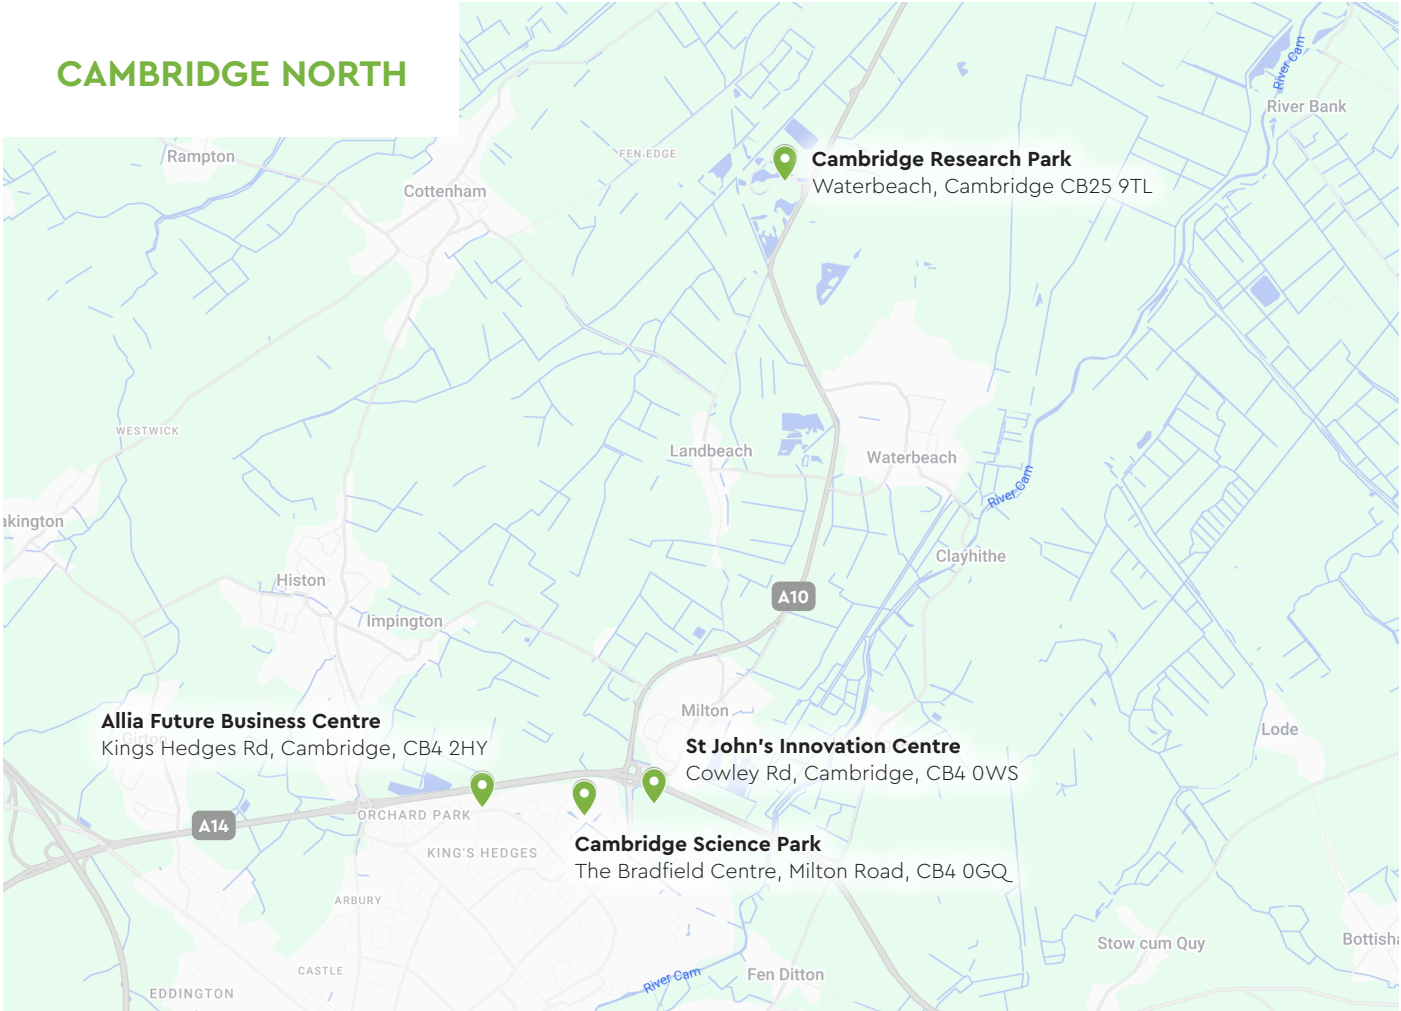 CAMBRIDGE NORTH
River Cam
River Bank
Rampton
FEN EDGE
Cambridge Research Park
Waterbeach, Cambridge CB25 9TL
Cottenham
WESTWICK
Landbeach
Waterbeach
River Cam
akington
Clayhithe
Histon
A10
Impington
Milton
Allia Future Business Centre
Kings Hedges Rd, Cambridge, CB4 2HY
Girton
Lode
St John's Innovation Centre
Cowley Rd, Cambridge, CB4 0WS
ORCHARD PARK
A14
Cambridge Science Park
The Bradfield Centre, Milton Road, CB4 0GQ
KING'S HEDGES
ARBURY
Stow cum Quy
Bottisha
CASTLE
Fen Ditton
River Cam
EDDINGTON